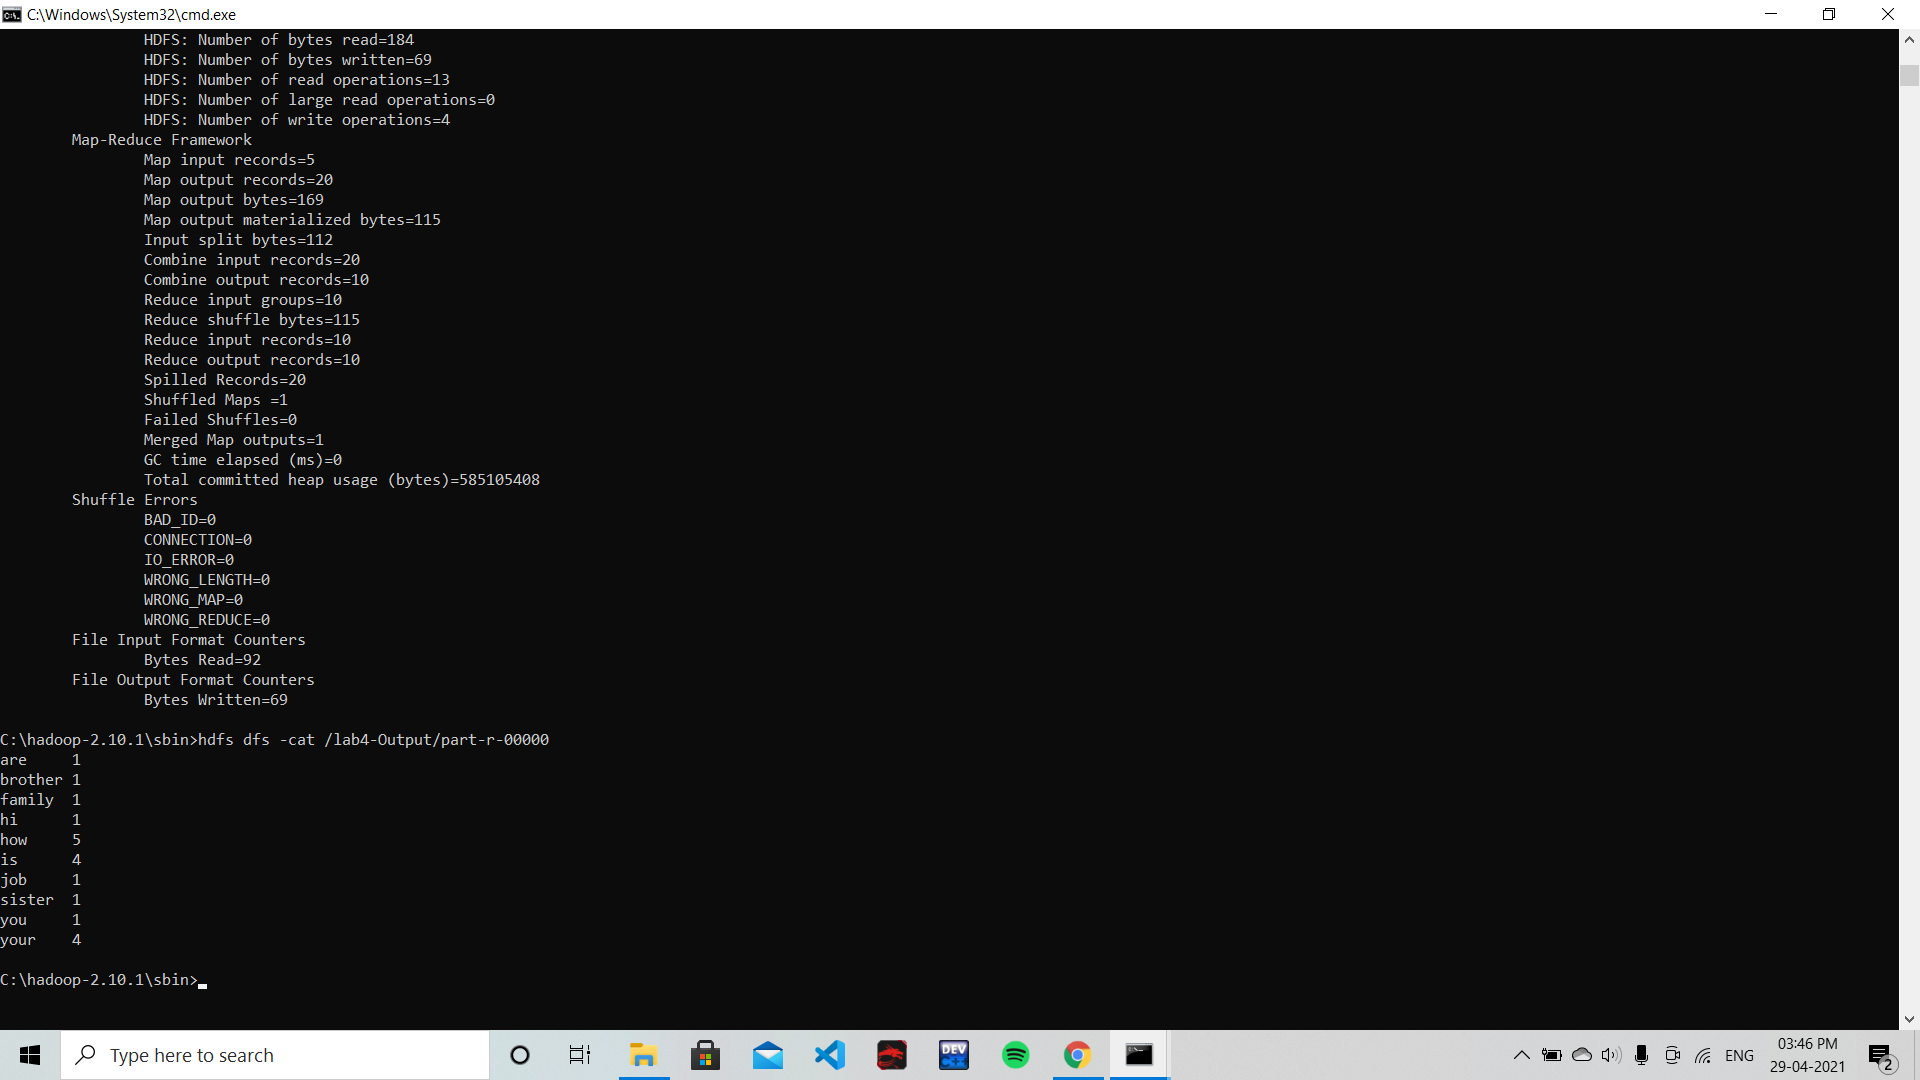 C:\Windows\System32\cmd.exe
HDFS: Number of bytes read=184
HDFS: Number of bytes written=69
HDFS: Number of read operations=13
HDFS: Number of large read operations=0
HDFS: Number of write operations=4
Map-Reduce Framework
Map input records=5
Map output records=20
Map output bytes=169
Map output materialized bytes=115
Input split bytes=112
Combine input records=20
Combine output records=10
Reduce input groups=10
Reduce shuffle bytes=115
Reduce input records=10
Reduce output records=10
Spilled Records=20
Shuffled Maps =1
Failed Shuffles=0
Merged Map outputs=1
GC time elapsed (ms)=0
Total committed heap usage (bytes)=585105408
Shuffle Errors
BAD_ID=0
CONNECTION=0
IO_ERROR=0
WRONG_LENGTH=0
WRONG_MAP=0
WRONG_REDUCE=0
File Input Format Counters
Bytes Read=92
File Output Format Counters
Bytes Written=69
C:\hadoop-2.10.1\sbin>hdfs dfs -cat /lab4-Output/part-r-00000
are 1
brother 1
family 1
hi 1
how 5
is 4
job 1
sister 1
you 1
your 4
C:\hadoop-2.10.1\sbin>
Type here to search
DEV C++
ENG
03:46 PM
29-04-2021
2